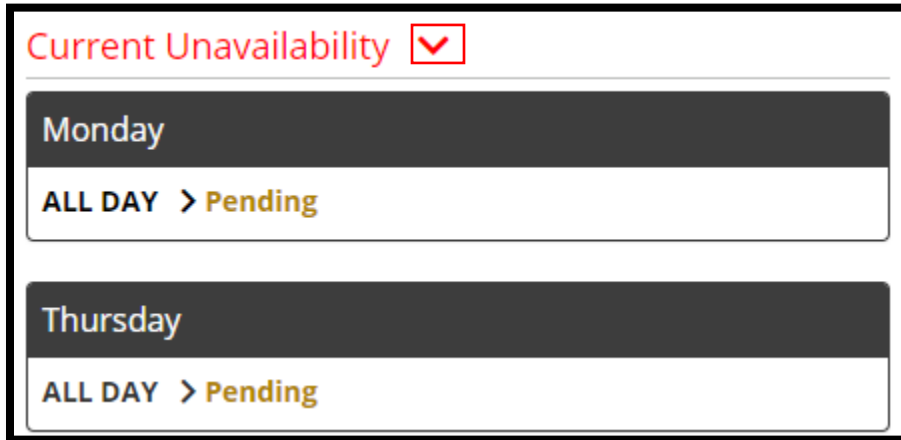 Current Unavailability
Monday
ALL DAY > Pending
Thursday
ALL DAY > Pending